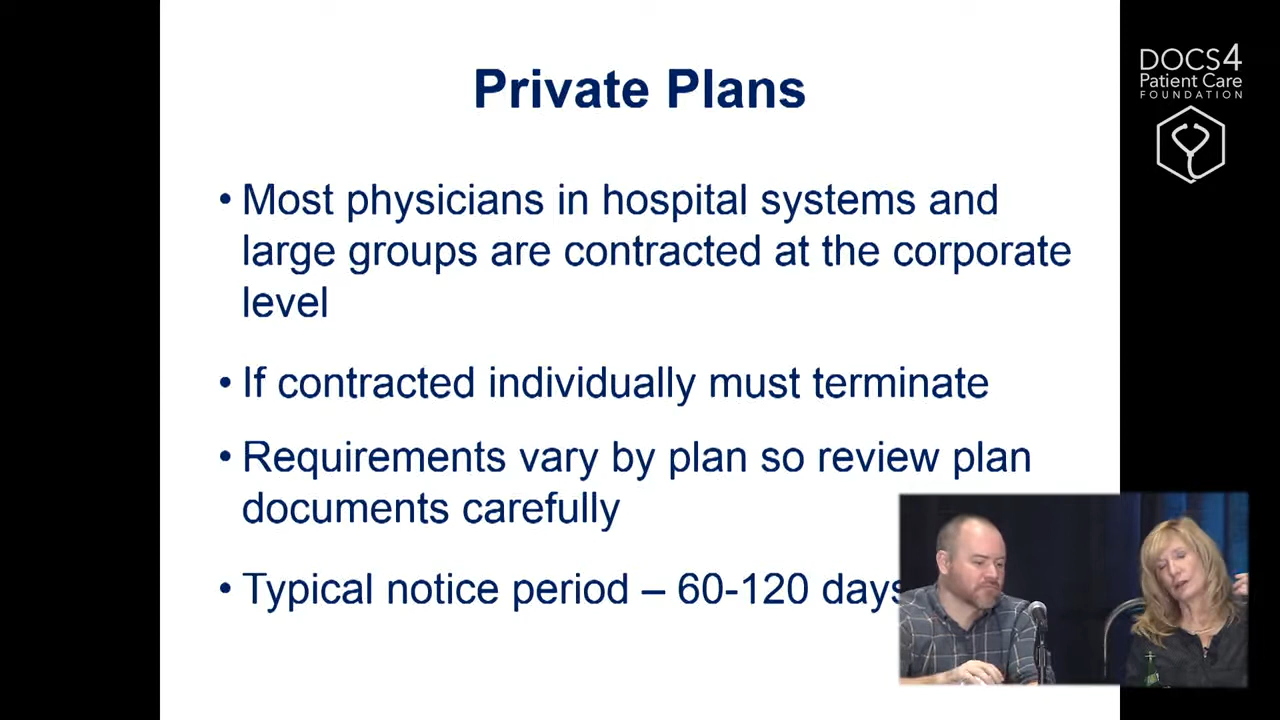 Private Plans
• Most physicians in hospital systems and
large groups are contracted at the corporate
level
• If contracted individually must terminate
• Requirements vary by plan so review plan
documents carefully
• Typical notice period – 60-120 days
DOCS4
Patient Care
FOUNDATION